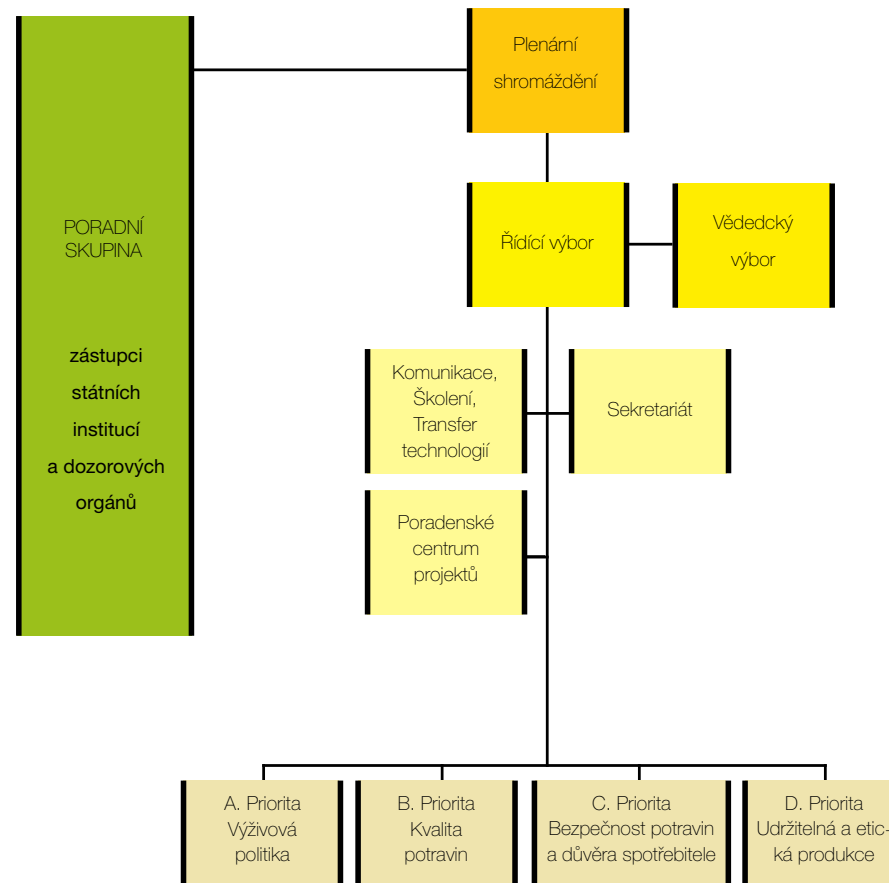 Plenární
shromáždění
PORADNÍ
SKUPINA
zástupci
státních
institucí
a dozorových
orgánů
Řídící výbor
Vědedcký
výbor
Komunikace,
Školení,
Transfer
technologií
Sekretariát
Poradenské
centrum
projektů
A. Priorita
Výživová
politika
B. Priorita
Kvalita
potravin
C. Priorita
Bezpečnost potravin
a důvěra spotřebitele
D. Priorita
Udržitelná a etic-
ká produkce